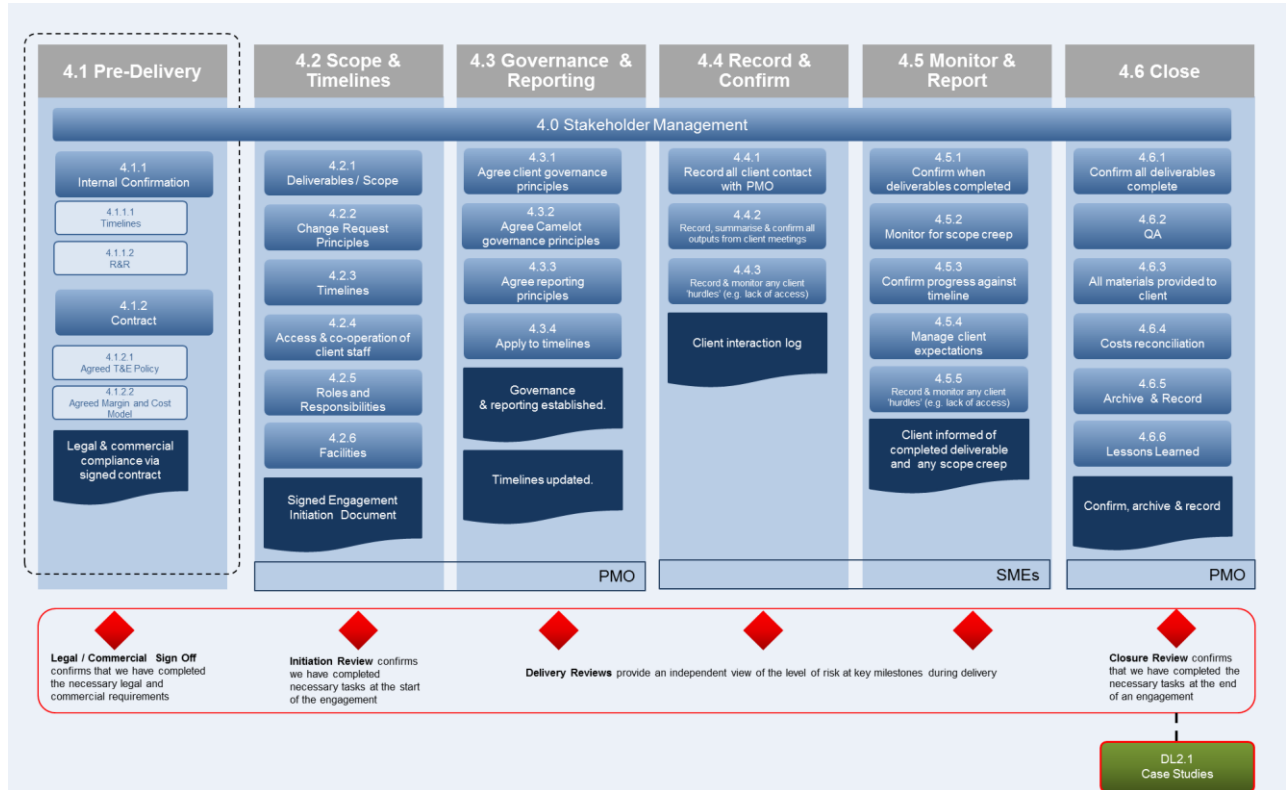 4.1 Pre-Delivery
4.2 Scope &
Timelines
4.3 Governance &
Reporting
4.4 Record &
Confirm
4.5 Monitor &
Report
4.6 Close
4.0 Stakeholder Management
4.1.1
Internal Confirmation
4.1.1.1
Timelines
4.1.1.2
R&R
4.1.2
Contract
4.1.2.1
Agreed T&E Policy
4.1.2.2
Agreed Margin and Cost
Model
Legal & commercial
compliance via
signed contract
4.2.1
Deliverables / Scope
4.2.2
Change Request
Principles
4.2.3
Timelines
4.2.4
Access & co-operation of
client staff
4.2.5
Roles and
Responsibilities
4.2.6
Facilities
Signed Engagement
Initiation Document
4.3.1
Agree client governance
principles
4.3.2
Agree Camelot
governance principles
4.3.3
Agree reporting
principles
4.3.4
Apply to timelines
Governance
& reporting established.
Timelines updated.
PMO
4.4.1
Record all client contact
with PMO
4.4.2
Record, summarise & confirm all
outputs from client meetings
4.4.3
Record & monitor any client
'hurdles' (e.g. lack of access)
Client interaction log
4.5.1
Confirm when
deliverables completed
4.5.2
Monitor for scope creep
4.5.3
Confirm progress against
timeline
4.5.4
Manage client
expectations
4.5.5
Record & monitor any client
'hurdles' (e.g. lack of access)
Client informed of
completed deliverable
and any scope creep
SMEs
4.6.1
Confirm all deliverables
complete
4.6.2
QA
4.6.3
All materials provided to
client
4.6.4
Costs reconciliation
4.6.5
Archive & Record
4.6.6
Lessons Learned
Confirm, archive & record
PMO
Legal / Commercial Sign Off
confirms that we have completed
the necessary legal and
commercial requirements
Initiation Review confirms
we have completed
necessary tasks at the start
of the engagement
Delivery Reviews provide an independent view of the level of risk at key milestones during delivery
Closure Review confirms
that we have completed the
necessary tasks at the end
of an engagement
DL2.1
Case Studies